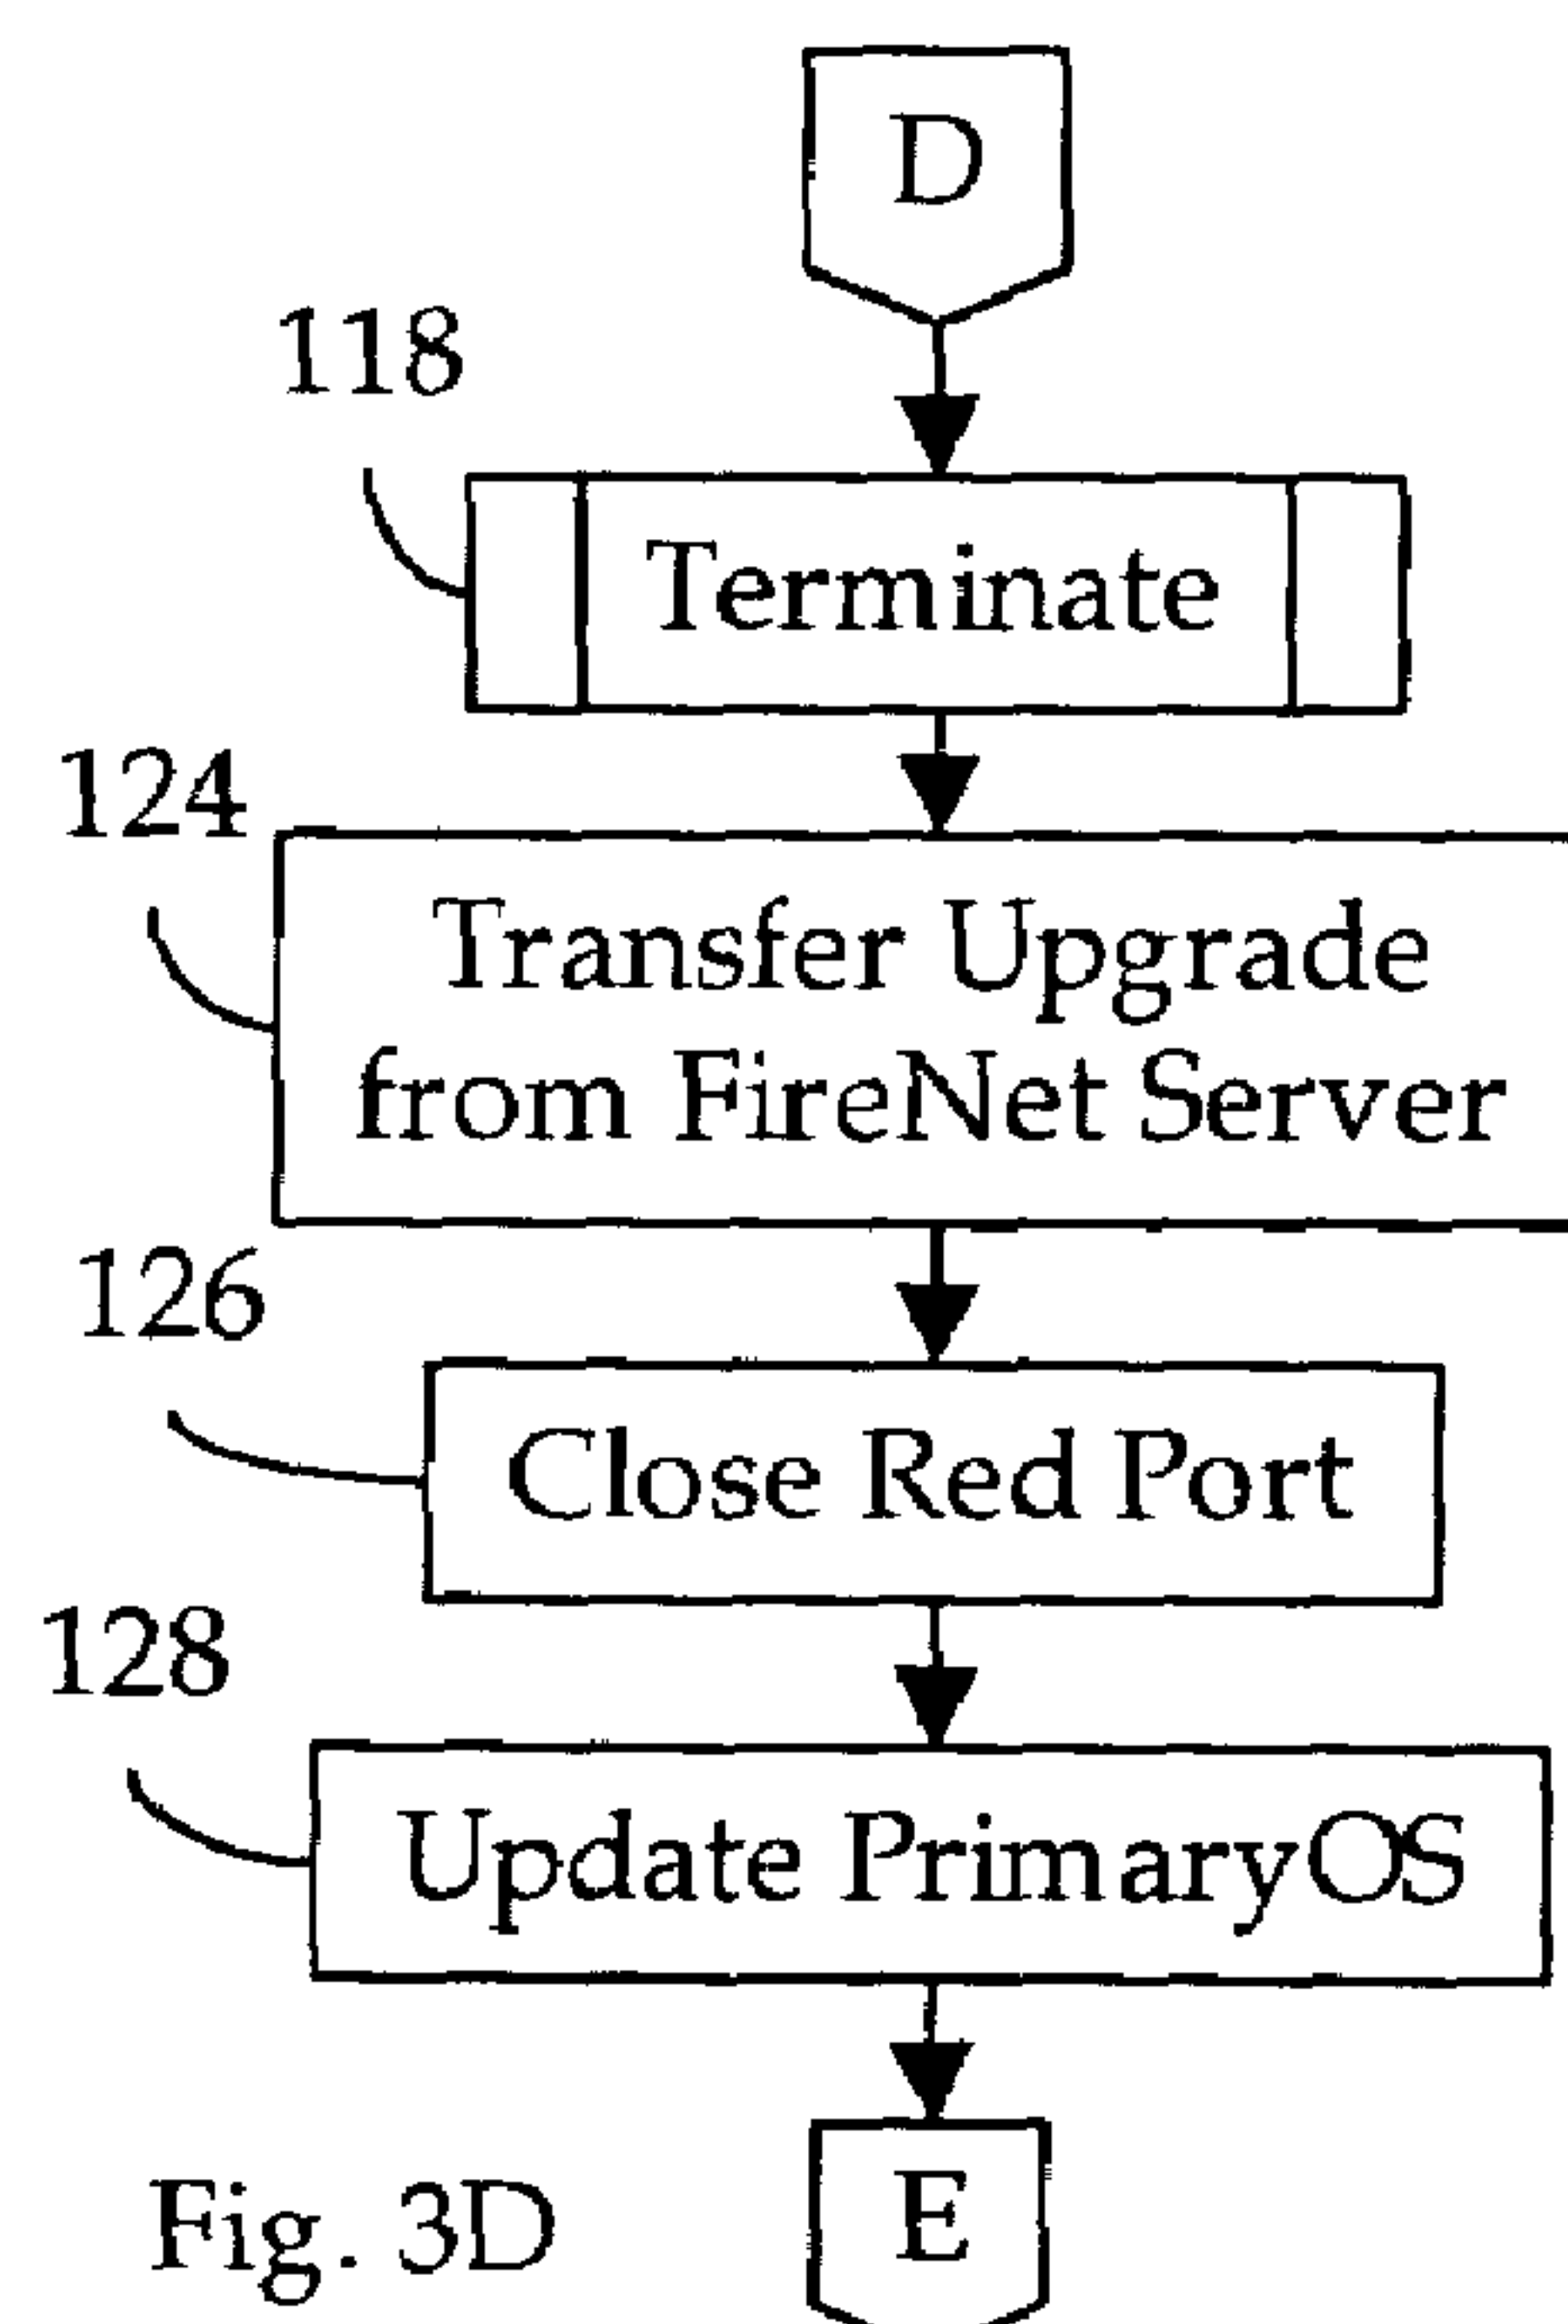 D
118
Terminate
124
Transfer Upgrade
from FireNet Server
126
Close Red Port
128
Update PrimaryOS
Fig. 3D
E